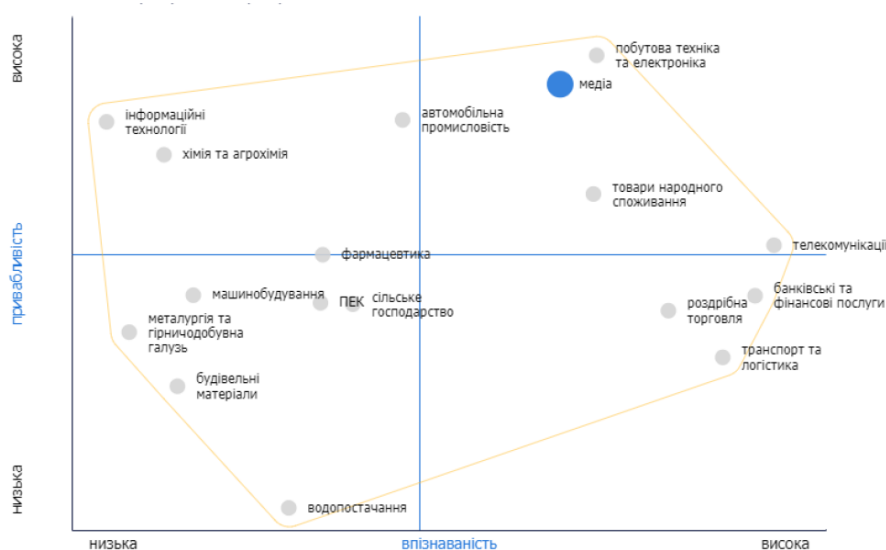 висока
побутова техніка
та електроніка
медіа
інформаційні
технології
автомобільна
промисловість
хімія та агрохімія
товари народного
споживання
привабливість
телекомунікації
фармацевтика
машинобудування
ПЕК
сільське
господарство
банківські та
фінансові послуги
роздрібна
торговля
металургія та
гірничодобувна
галузь
транспорт та
логістика
будівельні
матеріали
низька
водопостачання
низька
впізнаваність
висока